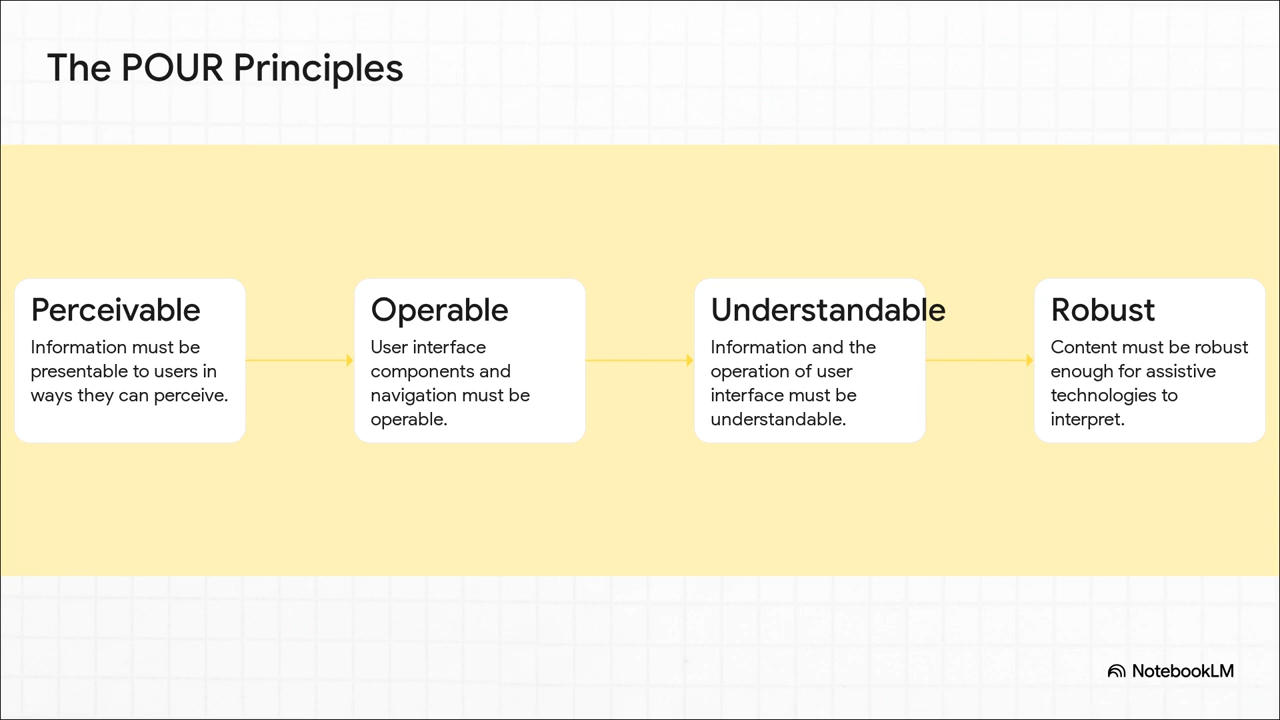 The POUR Principles
Perceivable
Information must be
presentable to users in
ways they can perceive.
Operable
User interface
components and
navigation must be
operable.
Understandable
Information and the
operation of user
interface must be
understandable.
Robust
Content must be robust
enough for assistive
technologies to
interpret.
NotebookLM